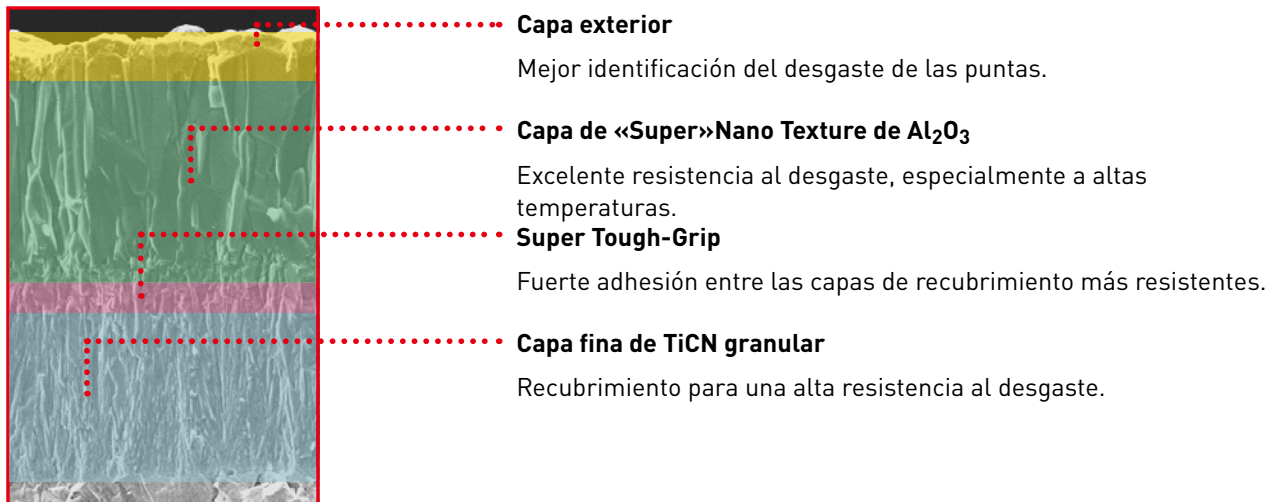 Capa exterior
Mejor identificación del desgaste de las puntas.
Capa de «Super»Nano Texture de Al₂O₃
Excelente resistencia al desgaste, especialmente a altas
temperaturas.
Super Tough-Grip
Fuerte adhesión entre las capas de recubrimiento más resistentes.
Capa fina de TiCN granular
Recubrimiento para una alta resistencia al desgaste.